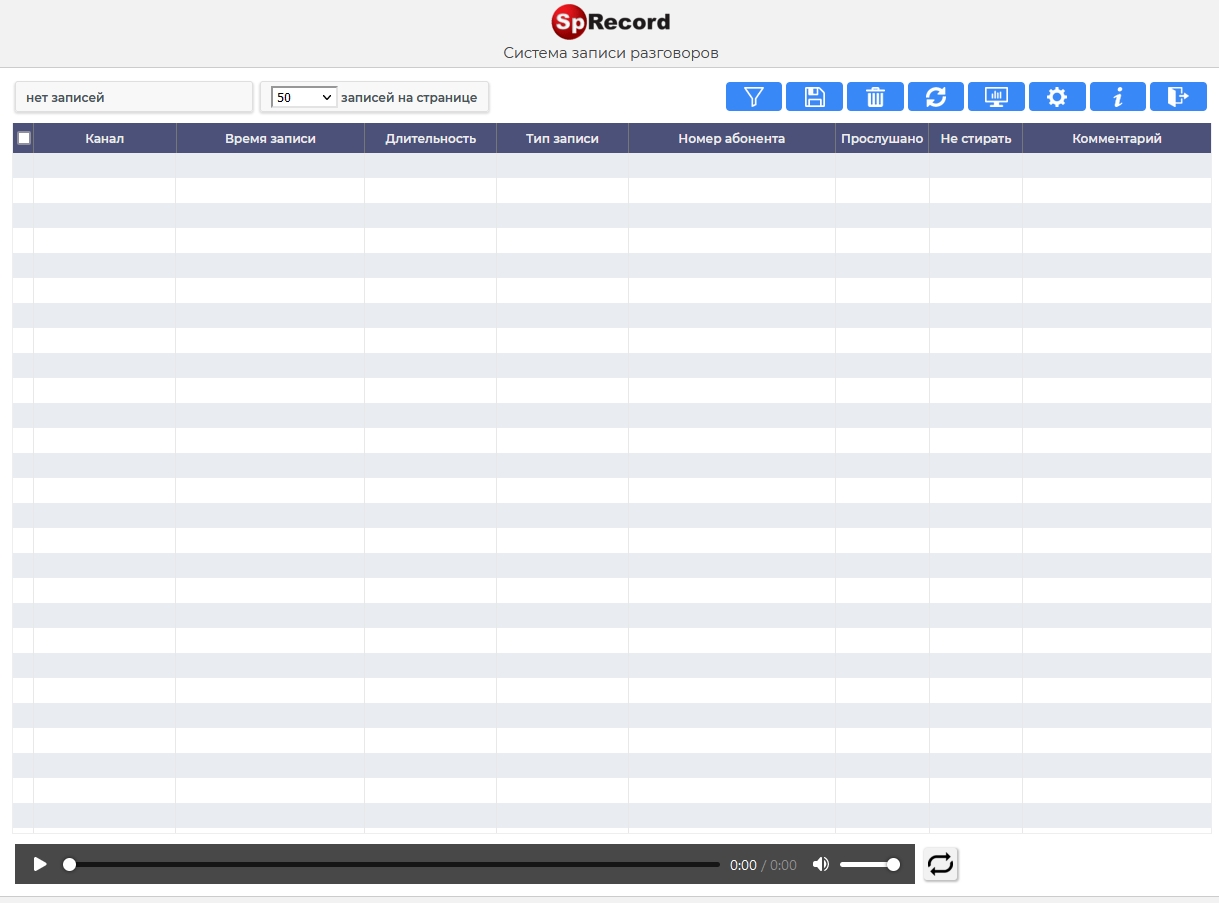 SpRecord
Система записи разговоров
нет записей
50 записей на странице
Канал Время записи Длительность Тип записи Номер абонента Прослушано Не стирать Комментарий
0:00 / 0:00